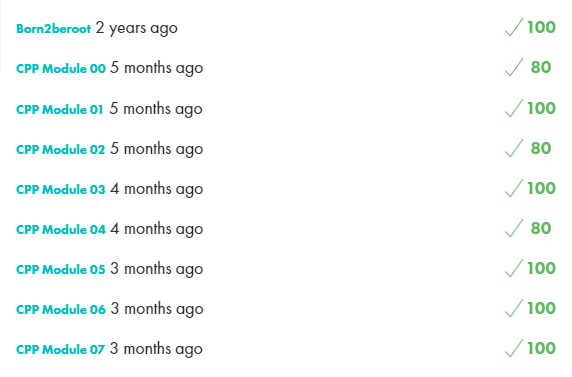 Born2beroot 2 years ago 100
CPP Module 00 5 months ago 80
CPP Module 01 5 months ago 100
CPP Module 02 5 months ago 80
CPP Module 03 4 months ago 100
CPP Module 04 4 months ago 80
CPP Module 05 3 months ago 100
CPP Module 06 3 months ago 100
CPP Module 07 3 months ago 100